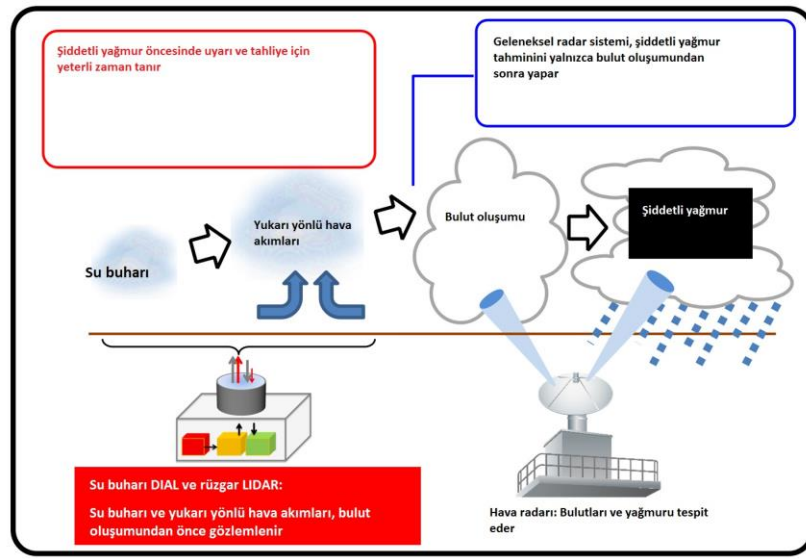 Şiddetli yağmur öncesinde uyarı ve tahliye için
yeterli zaman tanır
Geleneksel radar sistemi, şiddetli yağmur
tahminini yalnızca bulut oluşumundan
sonra yapar
Su buharı
Yukarı yönlü hava
akımları
Bulut oluşumu
Şiddetli yağmur
Su buharı DIAL ve rüzgar LIDAR:
Su buharı ve yukarı yönlü hava akımları, bulut
oluşumundan önce gözlemlenir
Hava radarı: Bulutları ve yağmuru tespit
eder